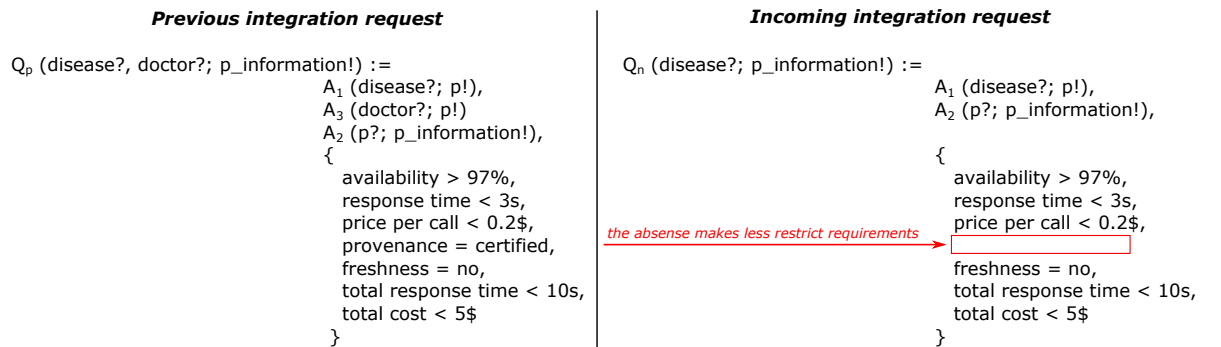 Previous integration request
Qp (disease?, doctor?; p_information!) :=
A1 (disease?; p!),
A3 (doctor?; p!)
A2 (p?; p_information!),
{
availability > 97%,
response time < 3s,
price per call < 0.2$,
provenance = certified,
freshness = no,
total response time < 10s,
total cost < 5$
}
the absense makes less restrict requirements
Incoming integration request
Qn (disease?; p_information!) :=
A1 (disease?; p!),
A2 (p?; p_information!),
{
availability > 97%,
response time < 3s,
price per call < 0.2$,
freshness = no,
total response time < 10s,
total cost < 5$
}